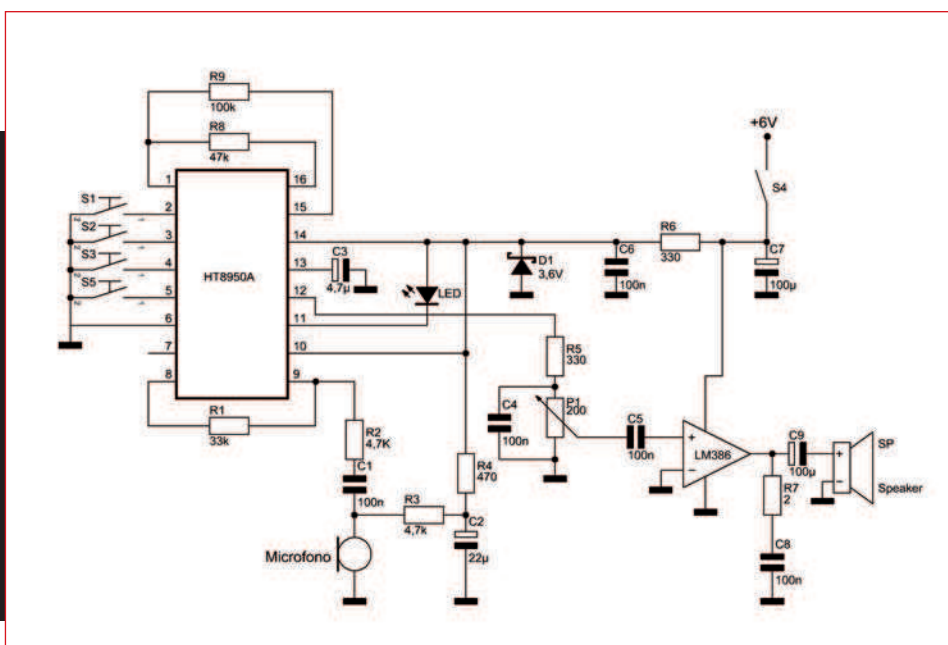 R9
100k
R8
47k
+6V
S4
1
16
S1
2
15
S2
3
14
R6
330
S3
4
HT8950A
13
C3
4,7µ
C6
100n
C7
100µ
D1
3,6V
S5
5
12
LED
6
11
7
10
R5
330
8
9
R1
33k
R2
4,7K
C4
100n
P1
200
C5
100n
+
-
LM386
C9
100µ
+
-
SP
Speaker
C1
100n
R4
470
R7
2
R3
4,7k
C2
22µ
C8
100n
Microfono